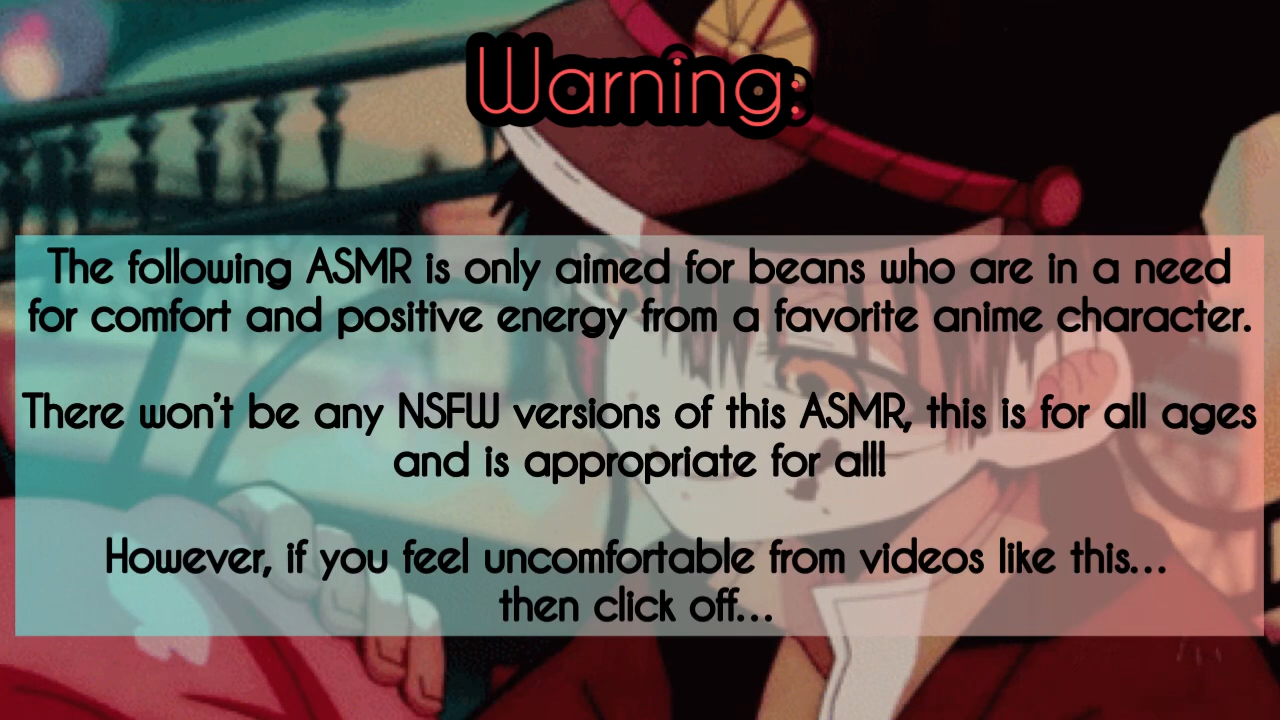 Warning:
The following ASMR is only aimed for beans who are in a need
for comfort and positive energy from a favorite anime character.
There won't be any NSFW versions of this ASMR, this is for all ages
and is appropriate for all!
However, if you feel uncomfortable from videos like this...
then click off...